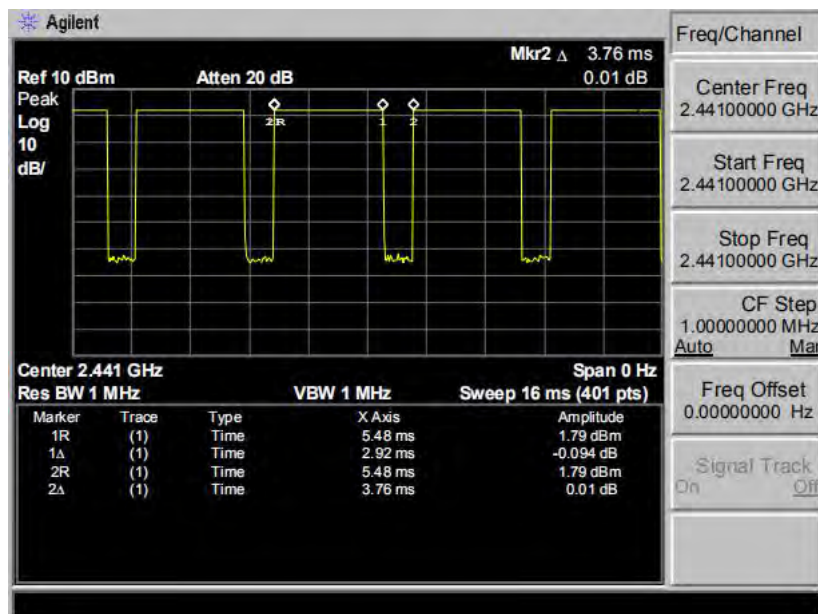 Agilent
Freq/Channel
Mkr2 Δ 3.76 ms
Ref 10 dBm Atten 20 dB 0.01 dB
Peak
Log
10
dB/
2R 1 2
Center Freq
2.44100000 GHz
Start Freq
2.44100000 GHz
Stop Freq
2.44100000 GHz
CF Step
1.00000000 MHz
Auto Mar
Freq Offset
0.00000000 Hz
Signal Track
On Off
Center 2.441 GHz Span 0 Hz
Res BW 1 MHz VBW 1 MHz Sweep 16 ms (401 pts)
Marker Trace Type X Axis Amplitude
1R (1) Time 5.48 ms 1.79 dBm
1Δ (1) Time 2.92 ms -0.094 dB
2R (1) Time 5.48 ms 1.79 dBm
2Δ (1) Time 3.76 ms 0.01 dB